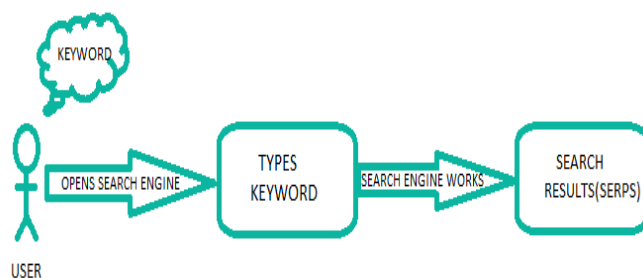 KEYWORD
OPENS SEARCH ENGINE
TYPES
KEYWORD
SEARCH ENGINE WORKS
SEARCH
RESULTS(SERPS)
USER